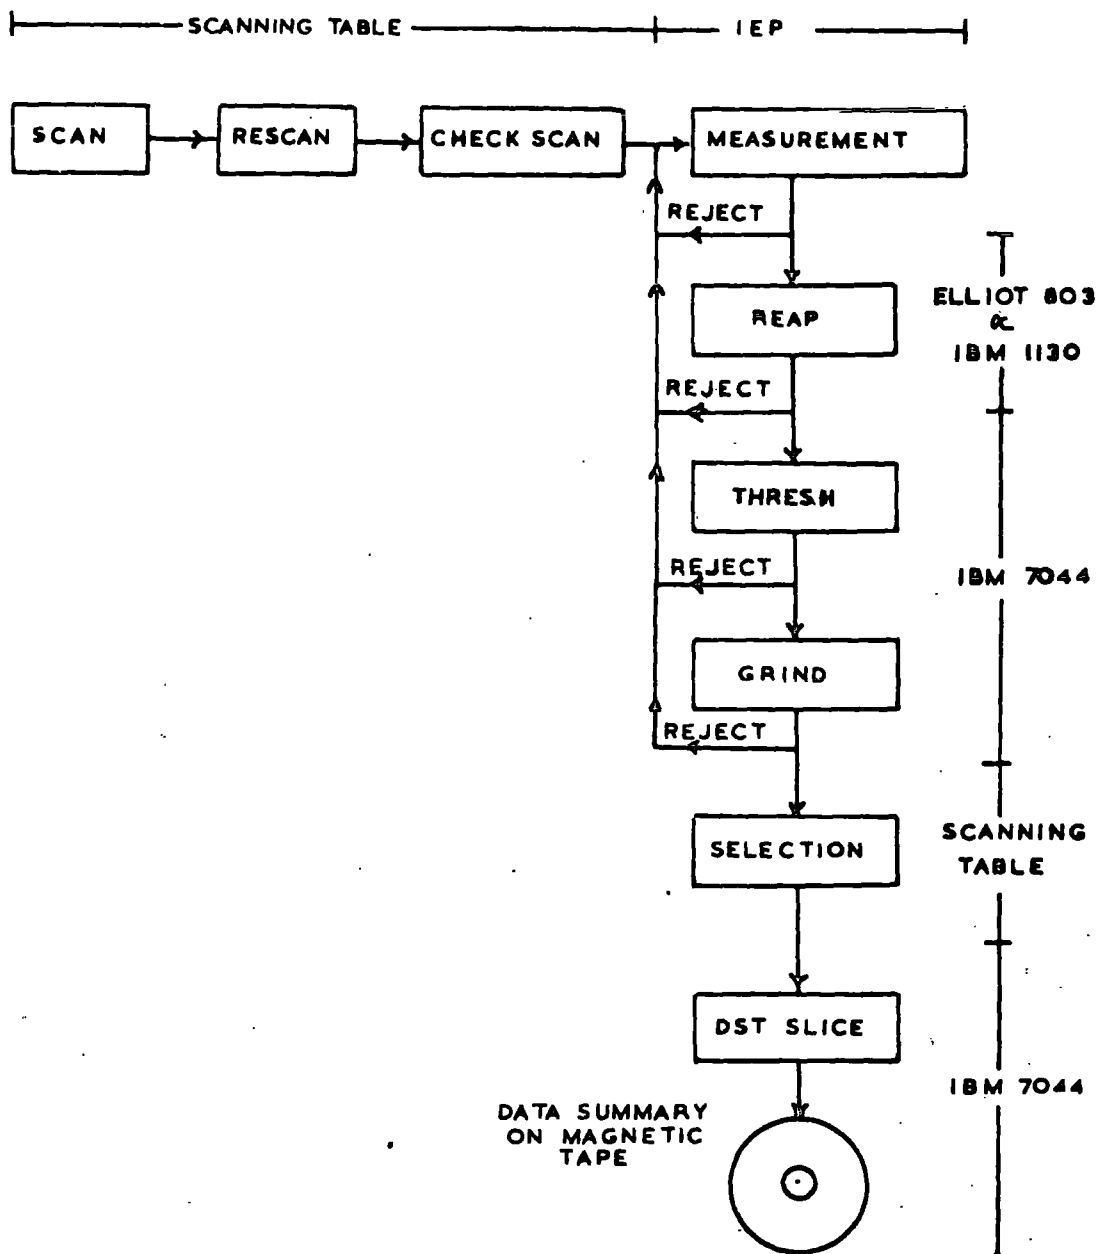 SCANNING TABLE
IEP
SCAN
RESCAN
CHECK SCAN
MEASUREMENT
REJECT
ELLIOT 803
&
IBM 1130
REAP
REJECT
THRESH
REJECT
IBM 7044
GRIND
REJECT
SELECTION
SCANNING
TABLE
DST SLICE
IBM 7044
DATA SUMMARY
ON MAGNETIC
TAPE